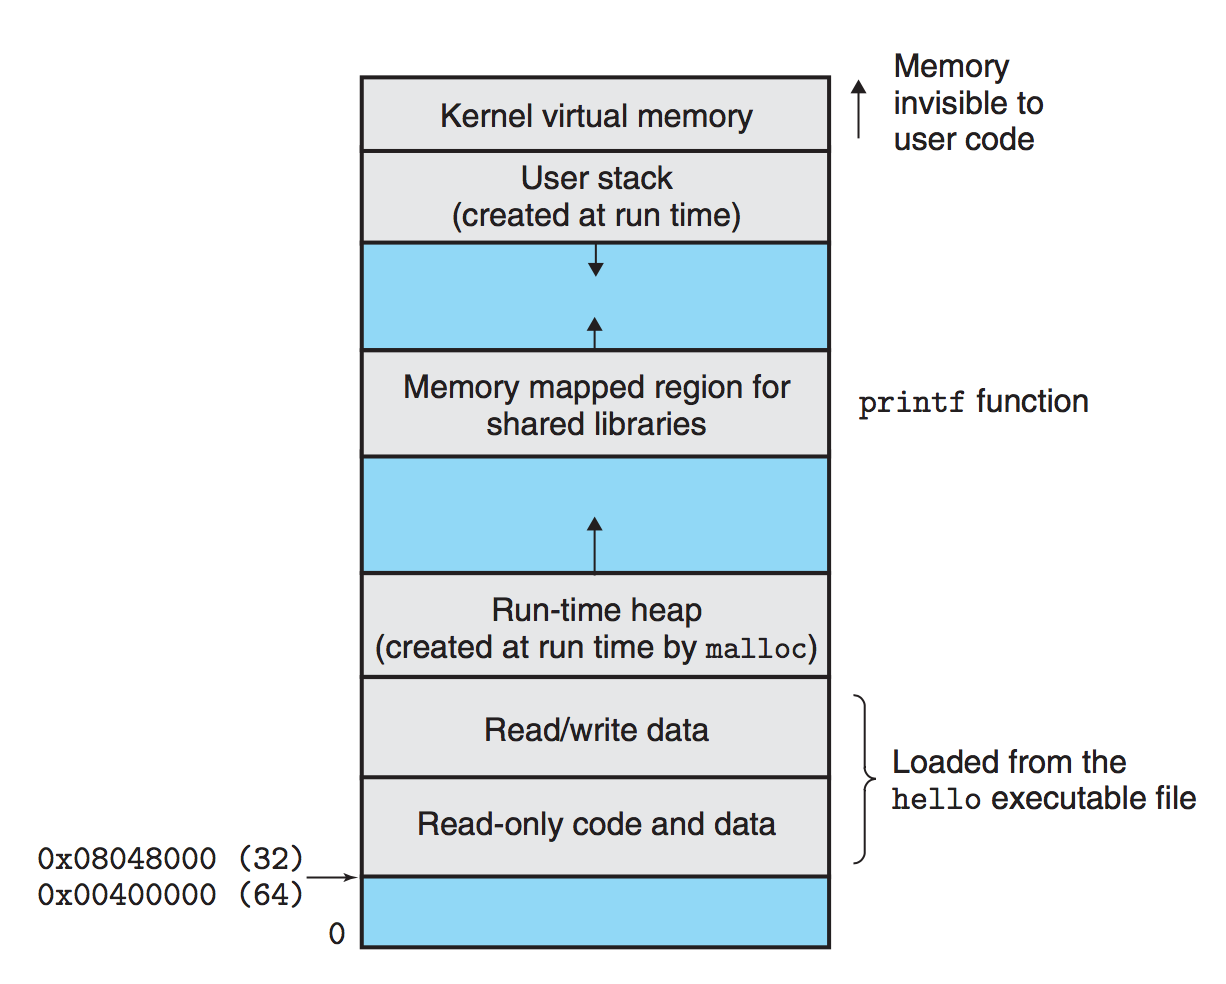 Memory
invisible to
user code
Kernel virtual memory
User stack
(created at run time)
Memory mapped region for
shared libraries
printf function
Run-time heap
(created at run time by malloc)
Read/write data
Loaded from the
hello executable file
Read-only code and data
0x08048000 (32)
0x00400000 (64)
0